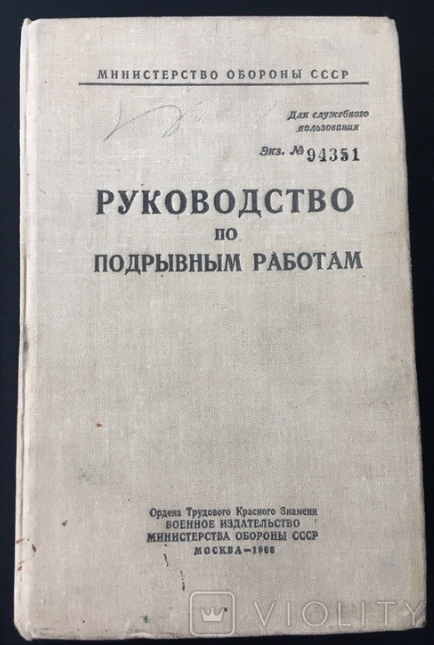 МИНИСТЕРСТВО ОБОРОНЫ СССР
Для служебного
пользования
Экз. № 94351
РУКОВОДСТВО
ПО
ПОДРЫВНЫМ РАБОТАМ
Ордена Трудового Красного Знамени
ВОЕННОЕ ИЗДАТЕЛЬСТВО
МИНИСТЕРСТВА ОБОРОНЫ СССР
МОСКВА—1968
VIOLITY